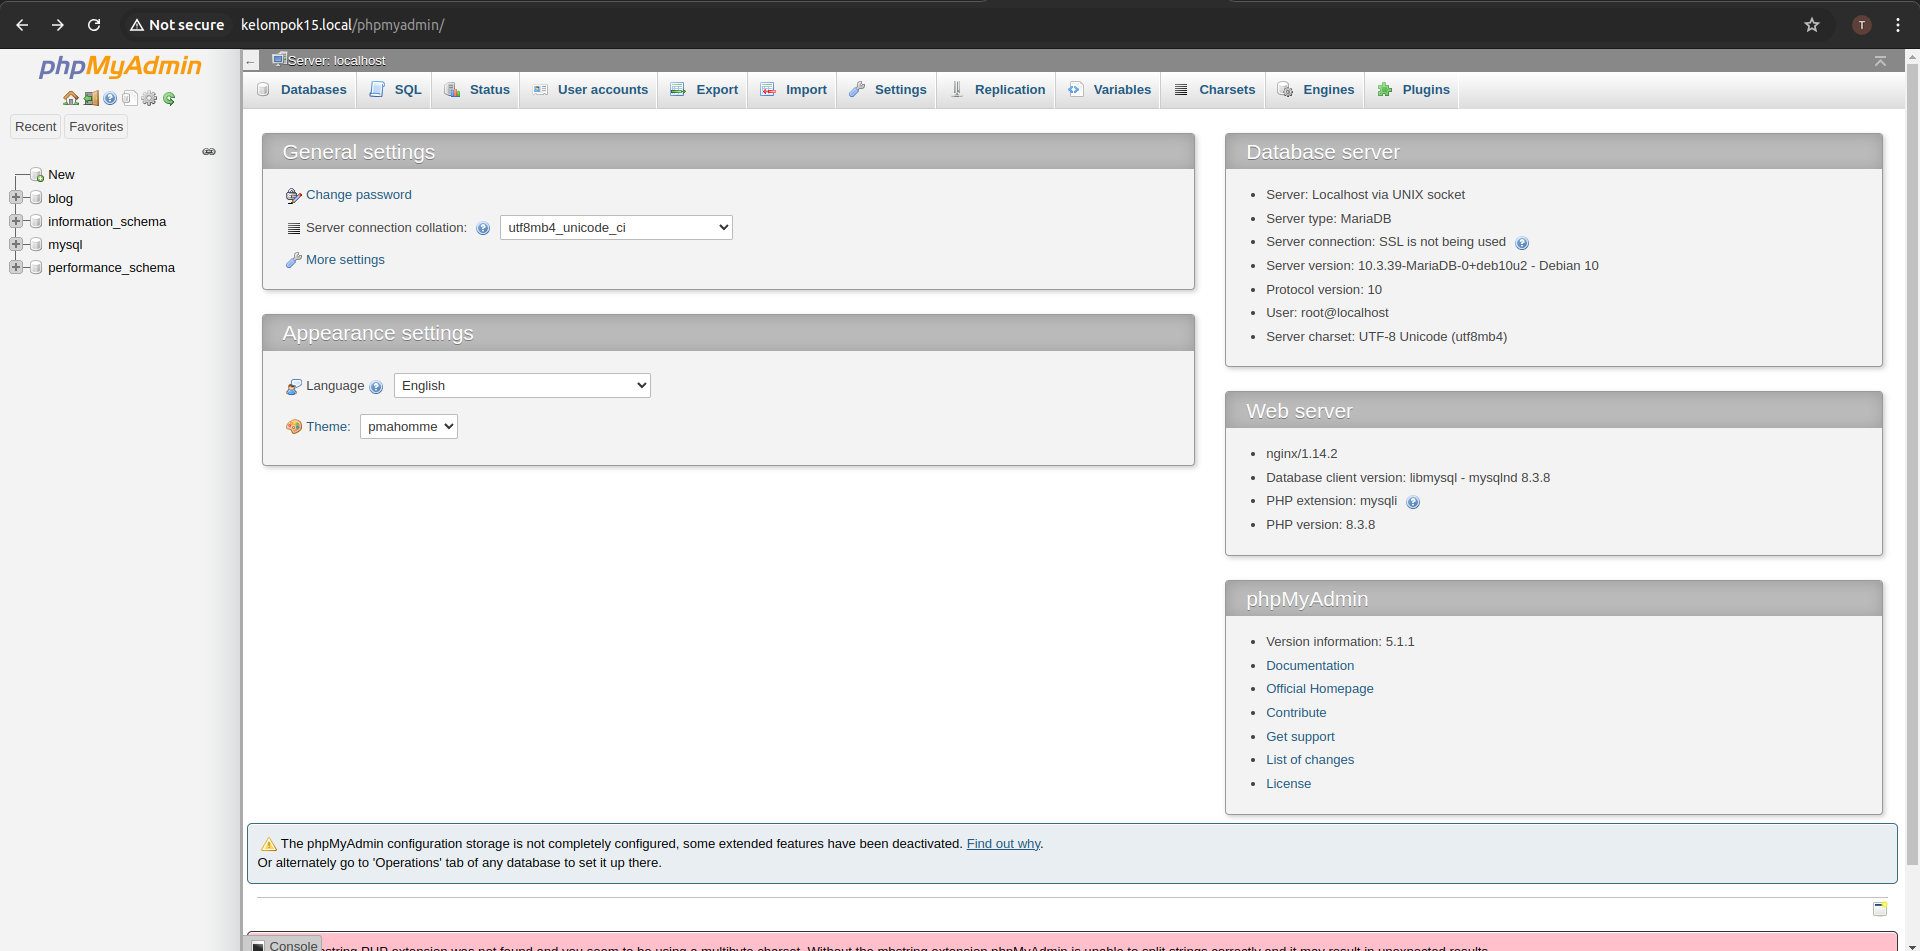 Not secure kelompok15.local/phpmyadmin/ T
phpMyAdmin
Recent Favorites
New
blog
information_schema
mysql
performance_schema
Server: localhost
Databases SQL Status User accounts Export Import Settings Replication Variables Charsets Engines Plugins
General settings
Change password
Server connection collation: utf8mb4_unicode_ci
More settings
Appearance settings
Language English
Theme: pmahomme
Database server
Server: Localhost via UNIX socket
Server type: MariaDB
Server connection: SSL is not being used
Server version: 10.3.39-MariaDB-0+deb10u2 - Debian 10
Protocol version: 10
User: root@localhost
Server charset: UTF-8 Unicode (utf8mb4)
Web server
nginx/1.14.2
Database client version: libmysql - mysqlnd 8.3.8
PHP extension: mysqli
PHP version: 8.3.8
phpMyAdmin
Version information: 5.1.1
Documentation
Official Homepage
Contribute
Get support
List of changes
License
The phpMyAdmin configuration storage is not completely configured, some extended features have been deactivated. Find out why.
Or alternately go to 'Operations' tab of any database to set it up there.
Console
PHP extension was not found and you seem to be using a multibyte charset. Without the mbstring extension phpMyAdmin is unable to split strings correctly and it may result in unexpected results.